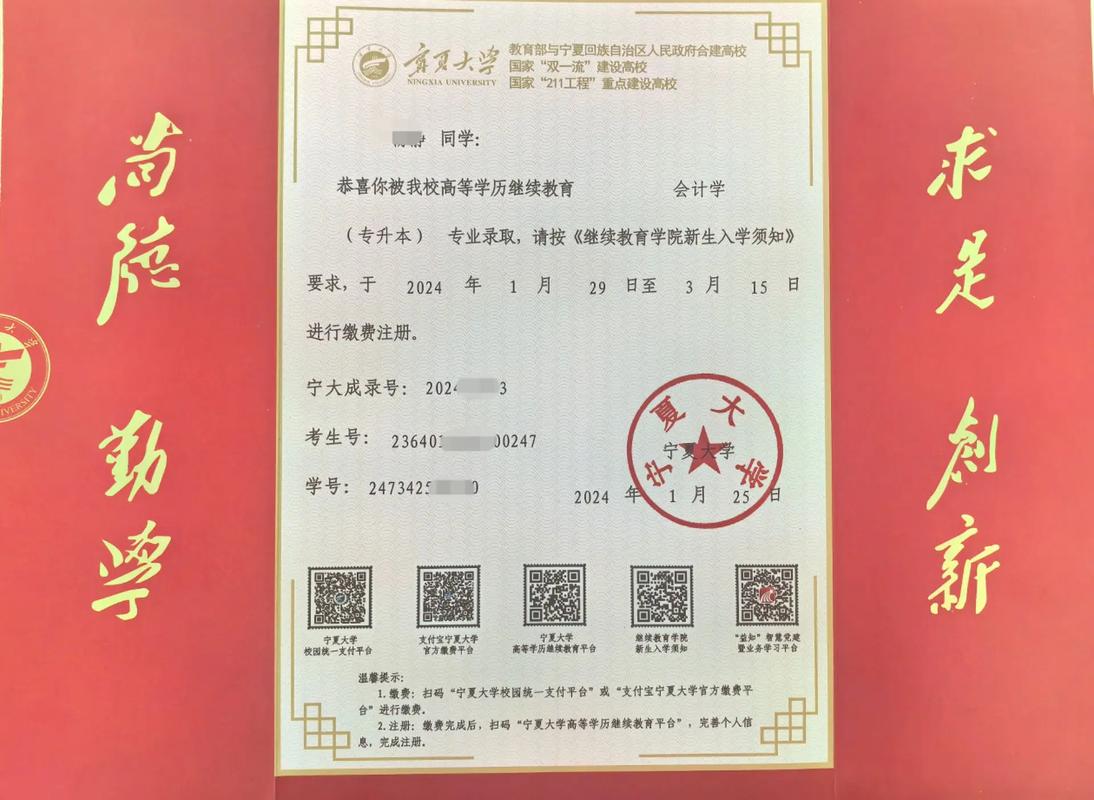 尚德
勤学
宁夏大学
NINGXIA UNIVERSITY
教育部与宁夏回族自治区人民政府合建高校
国家“双一流”建设高校
国家“211工程”重点建设高校
静 同学:
恭喜你被我校高等学历继续教育 会计学
（专升本） 专业录取，请按《继续教育学院新生入学须知》
要求，于 2024 年 1 月 29 日至 3 月 15 日
进行缴费注册。
宁大成录号： 2024 3
考生号： 236401 00247
学号： 2473425 0
宁夏大学
宁夏大学
2024 年 1 月 25 日
宁夏大学
校园统一支付平台
支付宝宁夏大学
官方缴费平台
宁夏大学
高等学历继续教育平台
继续教育学院
新生入学须知
“益知”智慧党建
暨业务学习平台
温馨提示：
1.缴费：扫码“宁夏大学校园统一支付平台”或“支付宝宁夏大学官方缴费平
台”进行缴费。
2.注册：缴费完成后，扫码“宁夏大学高等学历继续教育平台”，完善个人信
息，完成注册。
求是
创新